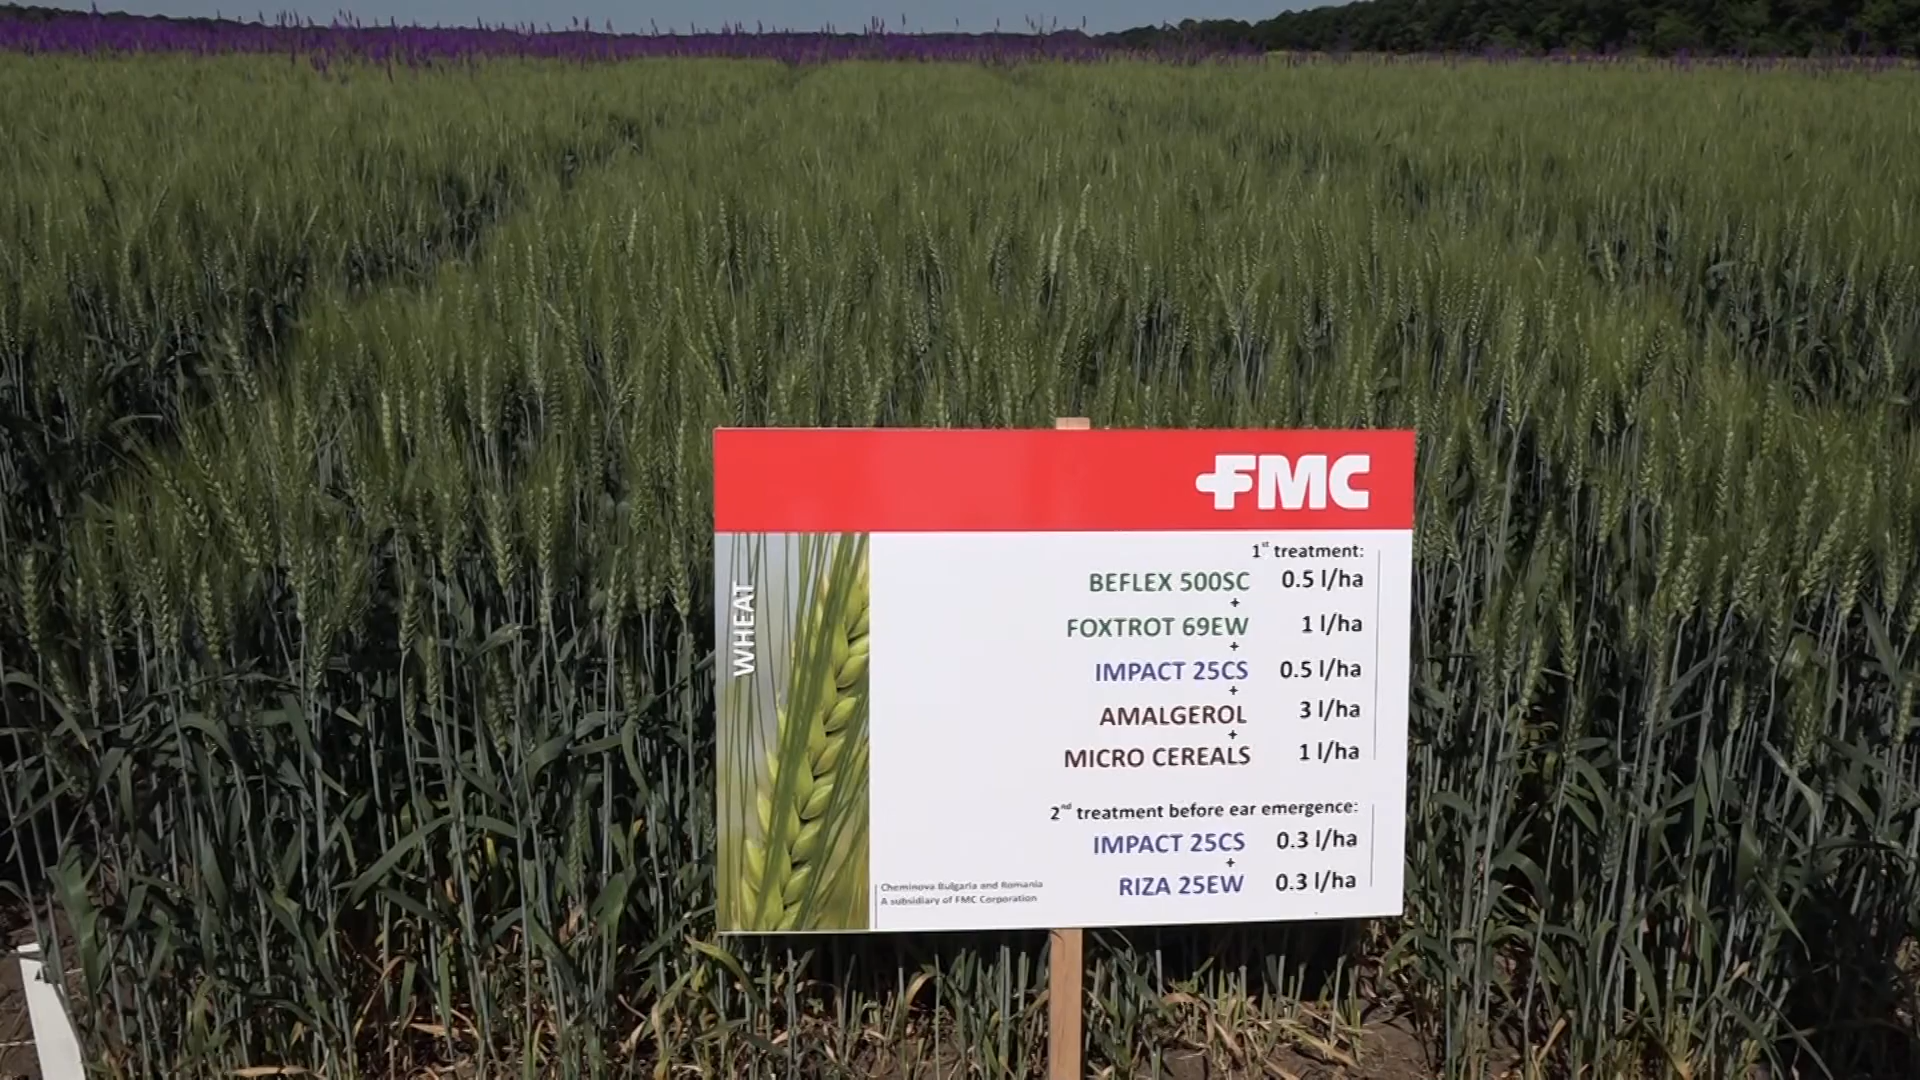 FMC
WHEAT
1st treatment:
BEFLEX 500SC 0.5 l/ha
+
FOXTROT 69EW 1 l/ha
+
IMPACT 25CS 0.5 l/ha
+
AMALGEROL 3 l/ha
+
MICRO CEREALS 1 l/ha
2nd treatment before ear emergence:
IMPACT 25CS 0.3 l/ha
+
RIZA 25EW 0.3 l/ha
Cheminova Bulgaria and Romania
A subsidiary of FMC Corporation